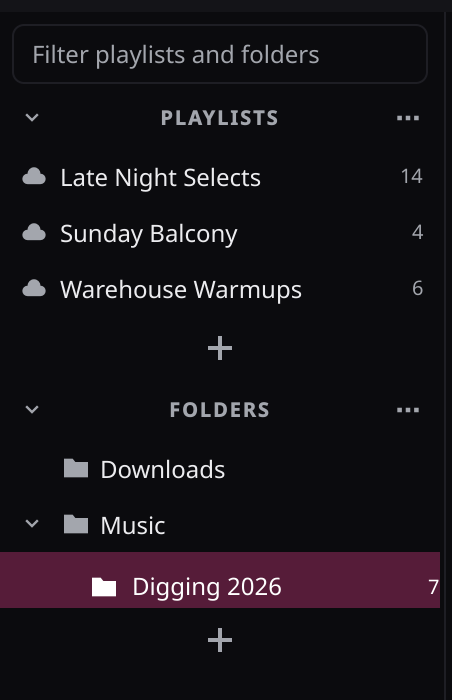 Filter playlists and folders
PLAYLISTS
Late Night Selects 14
Sunday Balcony 4
Warehouse Warmups 6
FOLDERS
Downloads
Music
Digging 2026 7